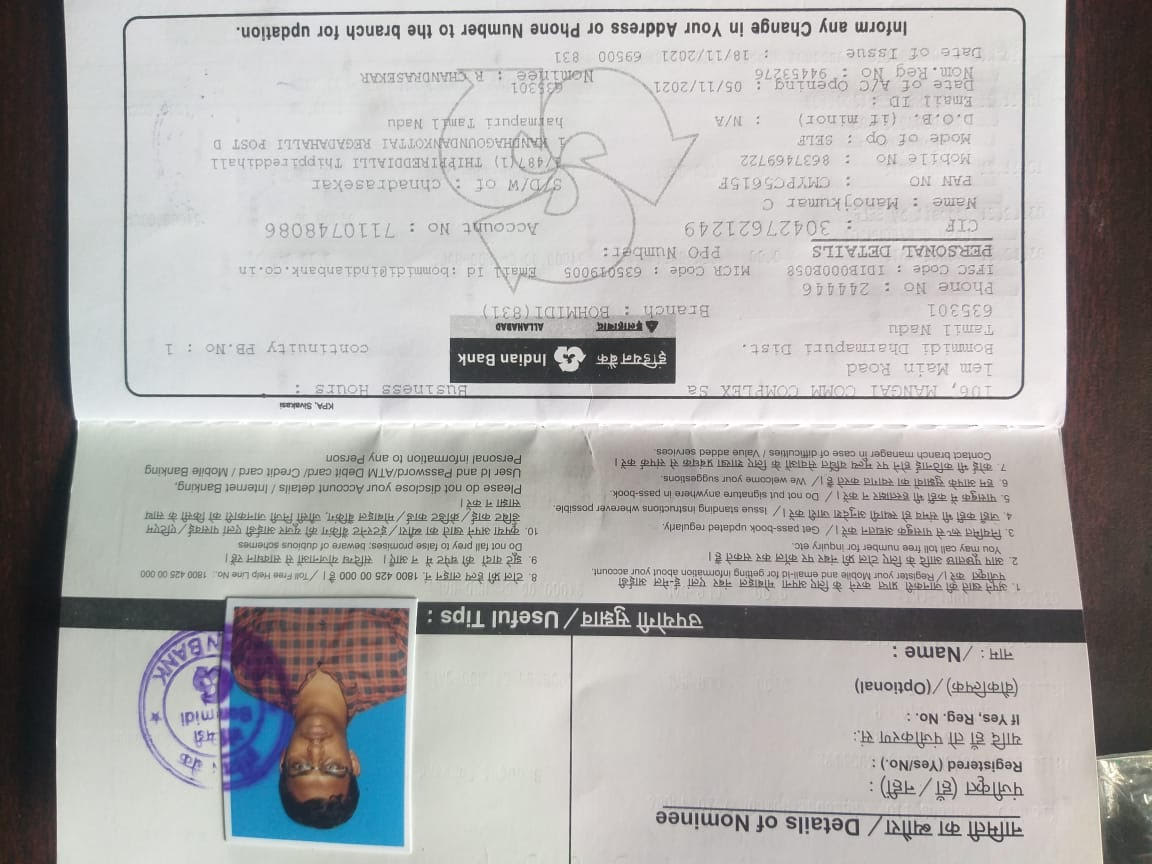 नामिती का ब्यौरा / Details of Nominee
पंजीकृत (हाँ / नहीं) :
Registered (Yes/No.) :
यादि हाँ तो पंजीकरण सं.:
If Yes, Reg. No. :
(वौकल्पिक) / (Optional)
नाम : / Name :
बैंक
Bommidi
N BANK
उपयोगी सुझाव / Useful Tips :
1. अपने खाते की जानकरी प्राप्त करने के लिए अपना मोबाइल नंबर एलां ई-मेल आईडी
पंजीकृत करें। / Register your Mobile and email-id for getting information about your account.
2. आप पूछताछ आदि के लिए टोल फ्री नंबर पर कॉल कर सकते हैं।
You may call toll free number for inquiry etc.
3. नियमित रू-से पासबुक अद्यतन करें। / Get pass-book updated regularly.
4. जहाँ कहीं भी संभव हो स्थायी अनुदेश जारी करें। / Issue standing instructions wherever possible.
5. पासबुक में कहीं भी हस्ताक्षर न करें। / Do not put signature anywhere in pass-book.
6. हम आपके सुझावों का स्वागत करते हैं। / We welcome your suggestions.
7. कोई भी कठिनाई होने पर मूल्य वर्धित सेवाओं के लिए शाखा प्रबंधक से संपर्क करें।
Contact branch manager in case of difficulties / Value added services.
8. टोल फ्री हेल्प लाइन नं. 1800 425 00 000 है। / Toll Free Help Line No.: 1800 425 00 000
9. झूटे वादों की चपेट में न आएँ। संदिग्ध योजनाओं से सावधान रहें।
Do not fall prey to false promises; beware of dubious schemes
10. कृपया अपने खाते का ब्यौरा / इंटरनेट बैंकिंग की यूजर आईडी एलां पासवई / एटिएम
डेबिट काई / क्रेडिट कार्ड / मोबाइल बैंकिंग, जौसी निजी जानकारी को किसी के साथ
साझा न करें।
Please do not disclose your Account details / Internet Banking,
User Id and Password/ATM Debit card/ Credit card / Mobile Banking
Personal information to any Person
KPA, Sivakasi
106, MANGAI COMM COMPLEX Sa
Business Hours :
lem Main Road
इंडियन बैंक Indian Bank
Bommidi Dharmapuri Dist.
continuity PB.No : 1
Tamil Nadu
इलाहाबाद ALLAHABAD
635301
Branch : BOHMIDI(831)
Phone No : 244446
IFSC Code : IDIB000B058 MICR Code : 635019005 Email Id :bommidi@indianbank.co.in
PERSONAL DETAILS PPO Number:
CIF : 30427621249 Account No : 7110748086
Name : Manojkumar C
PAN NO : CMYPC5615F S/D/W of : chnadrasekar
Mobile No : 8637469722 1/487(1) THIPPIREDDIALLI Thippireddihall
Mode of Op : SELF i NANDHAGOUNDANKOTTAI REGADAHALLI POST D
D.O.B. (if minor) : N/A harmapuri Tamil Nadu
Email ID :
Date of A/C Opening : 05/11/2021 635301
Nom.Reg No : 94453276 Nominee : R CHANDRASEKAR
Date of Issue : 18/11/2021 69500 831
Inform any Change in Your Address or Phone Number to the branch for updation.